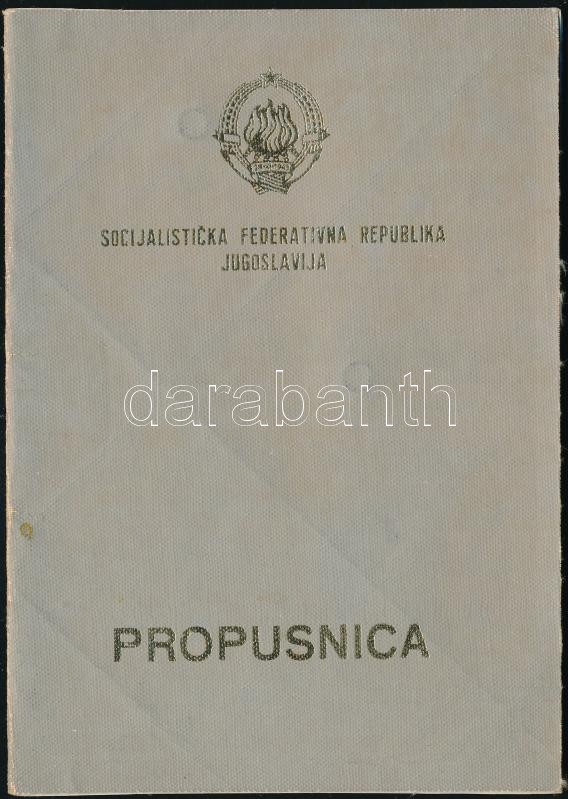 SOCIJALISTIČKA FEDERATIVNA REPUBLIKA
JUGOSLAVIJA
darabanth
PROPUSNICA